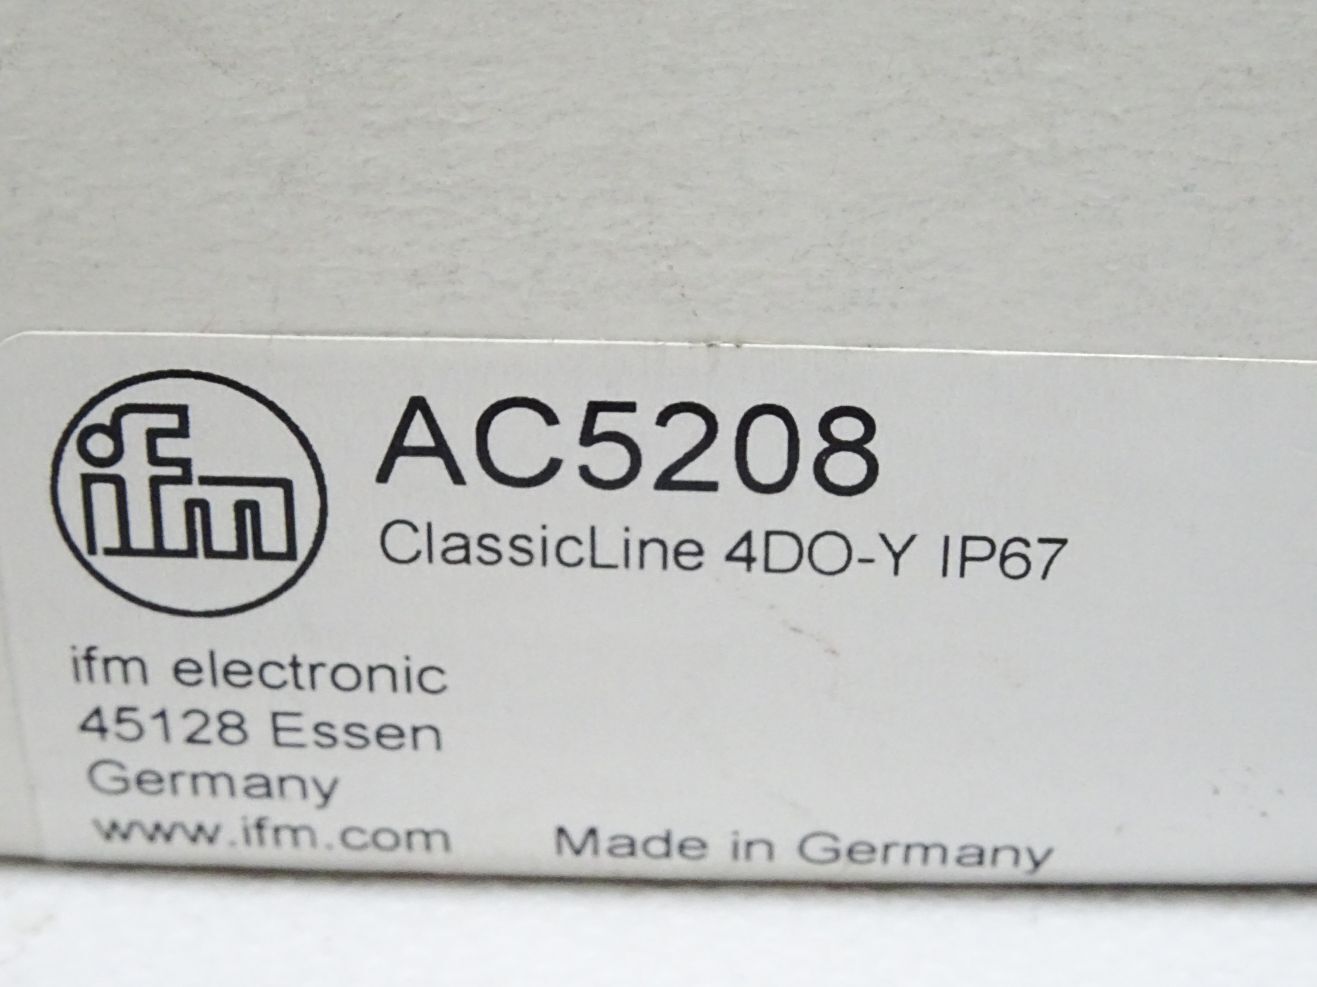 ifm
AC5208
ClassicLine 4DO-Y IP67
ifm electronic
45128 Essen
Germany
www.ifm.com
Made in Germany